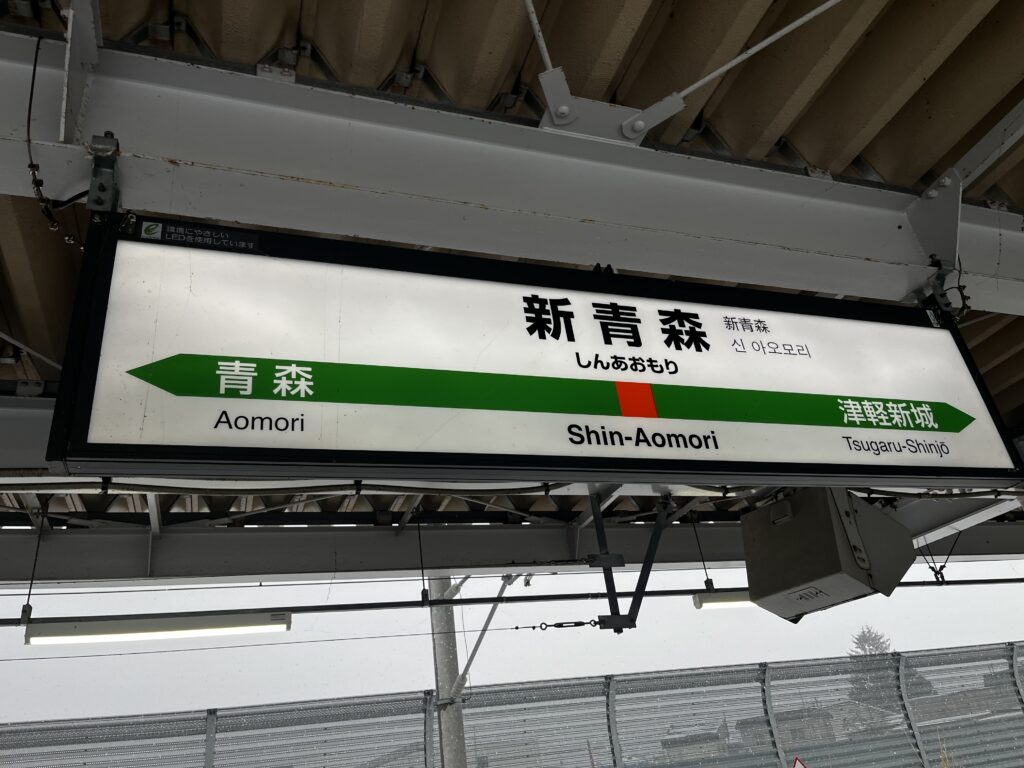 環境にやさしい
LEDを使用しています
新青森
新青森
신 아오모리
しんあおもり
青森
津軽新城
Aomori
Shin-Aomori
Tsugaru-Shinjō